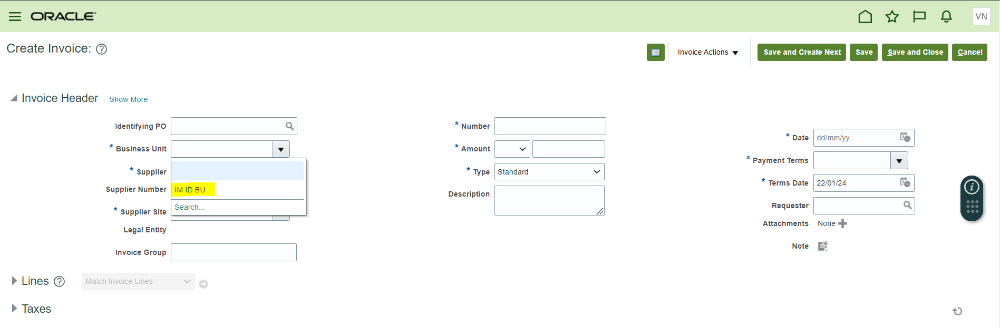 ORACLE
VN
Create Invoice: ?
Invoice Actions
Save and Create Next
Save
Save and Close
Cancel
Invoice Header
Show More
Identifying PO
* Business Unit
* Supplier
Supplier Number
IM ID BU
Search...
* Supplier Site
Legal Entity
Invoice Group
* Number
* Amount
* Type
Standard
Description
* Date
dd/mm/yy
* Payment Terms
* Terms Date
22/01/24
Requester
Attachments
None
Note
i
Lines ?
Match Invoice Lines
Taxes